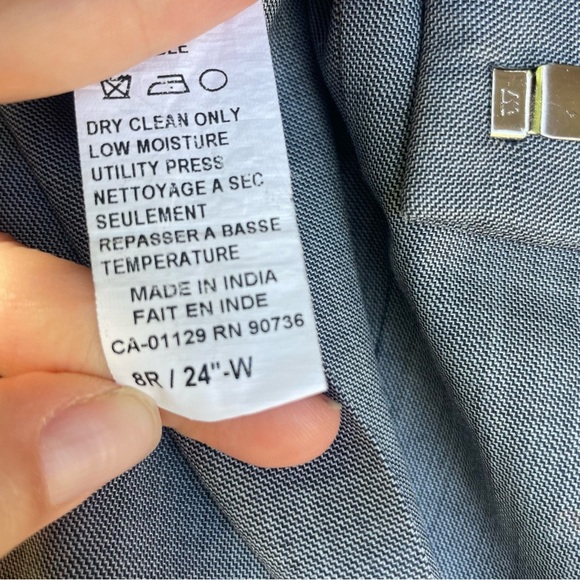 DRY CLEAN ONLY
LOW MOISTURE
UTILITY PRESS
NETTOYAGE A SEC
SEULEMENT
REPASSER A BASSE
TEMPERATURE
MADE IN INDIA
FAIT EN INDE
CA-01129 RN 90736
8R / 24"-W